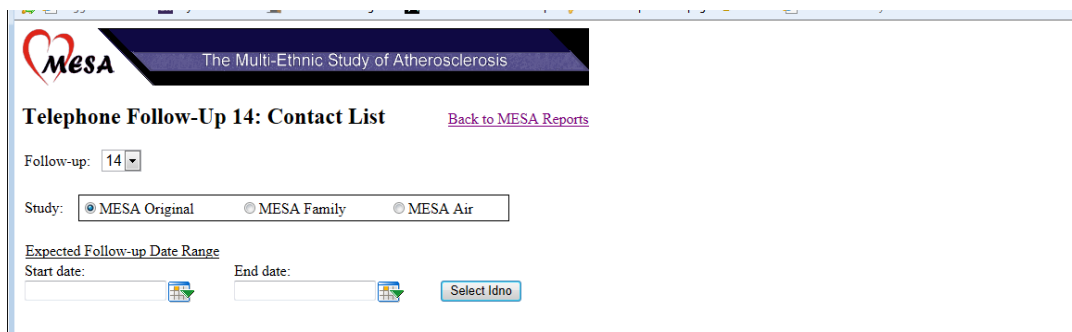 MESA The Multi-Ethnic Study of Atherosclerosis
Telephone Follow-Up 14: Contact List Back to MESA Reports
Follow-up: 14
Study: MESA Original MESA Family MESA Air
Expected Follow-up Date Range
Start date: End date:
Select Idno